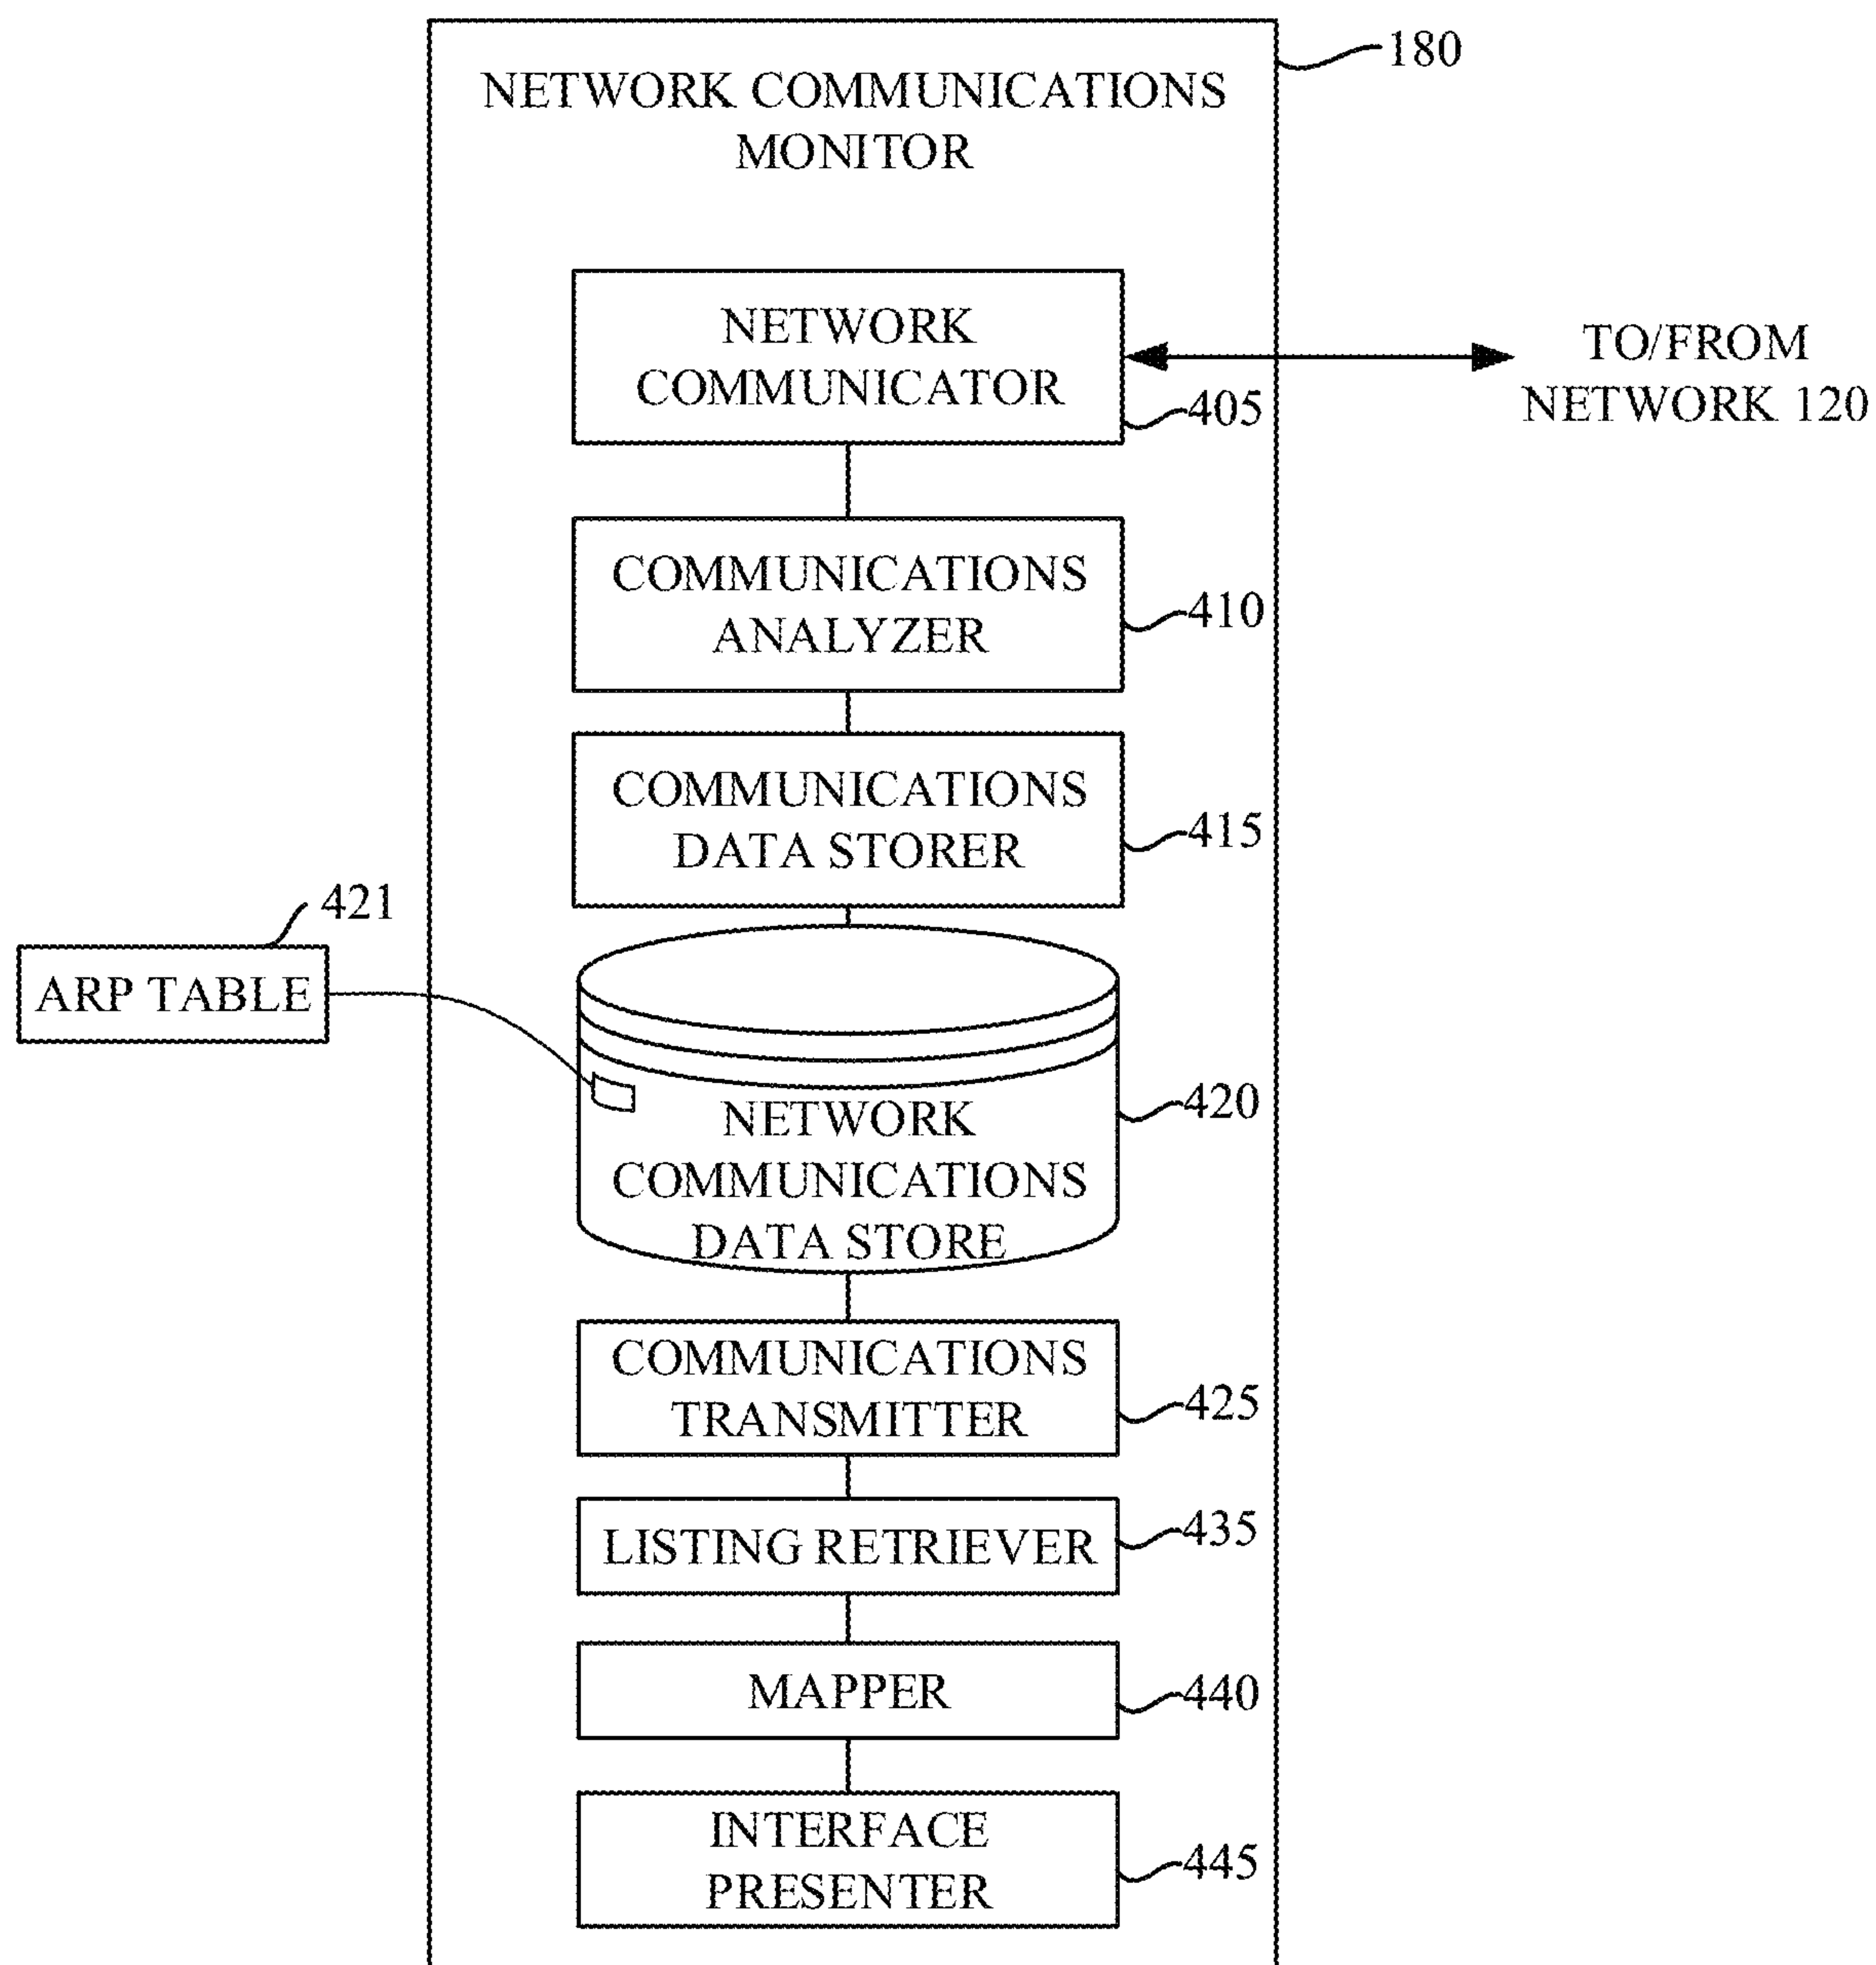 180
NETWORK COMMUNICATIONS
MONITOR
NETWORK
COMMUNICATOR
405
TO/FROM
NETWORK 120
COMMUNICATIONS
ANALYZER
410
COMMUNICATIONS
DATA STORER
415
421
ARP TABLE
NETWORK
COMMUNICATIONS
DATA STORE
420
COMMUNICATIONS
TRANSMITTER
425
LISTING RETRIEVER
435
MAPPER
440
INTERFACE
PRESENTER
445